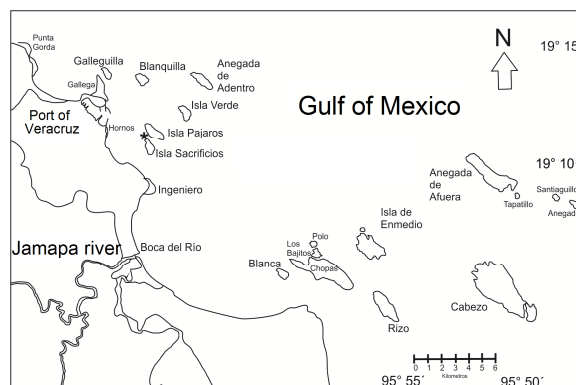 Punta
Gorda
Galleguilla
Blanquilla
Anegada
de
Adentro
N
19° 15
Gallega
Isla Verde
Gulf of Mexico
Port of
Veracruz
Hornos
Isla Pajaros
*
Isla Sacrificios
Anegada
de
Afuera
19° 10
Ingeniero
Santiaguillo
Tapatillo
Anegad
Isla de
Enmedio
Jamapa river
Boca del Río
Polo
Los
Bajitos
Blanca
Chopas
Rizo
Cabezo
0 1 2 3 4 5 6
Kilometros
95° 55´
95° 50´